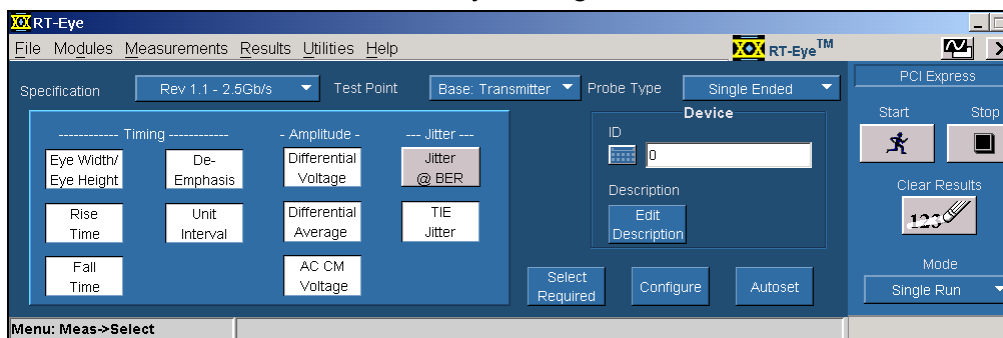 RT-Eye
File Modules Measurements Results Utilities Help
RT-Eye™
Specification
Rev 1.1 - 2.5Gb/s
Test Point
Base: Transmitter
Probe Type
Single Ended
------------ Timing ------------
- Amplitude -
--- Jitter ---
Eye Width/
Eye Height
De-
Emphasis
Differential
Voltage
Jitter
@ BER
Rise
Time
Unit
Interval
Differential
Average
TIE
Jitter
Fall
Time
AC CM
Voltage
Device
ID
0
Description
Edit
Description
Select
Required
Configure
Autoset
PCI Express
Start
Stop
Clear Results
123
Mode
Single Run
Menu: Meas->Select